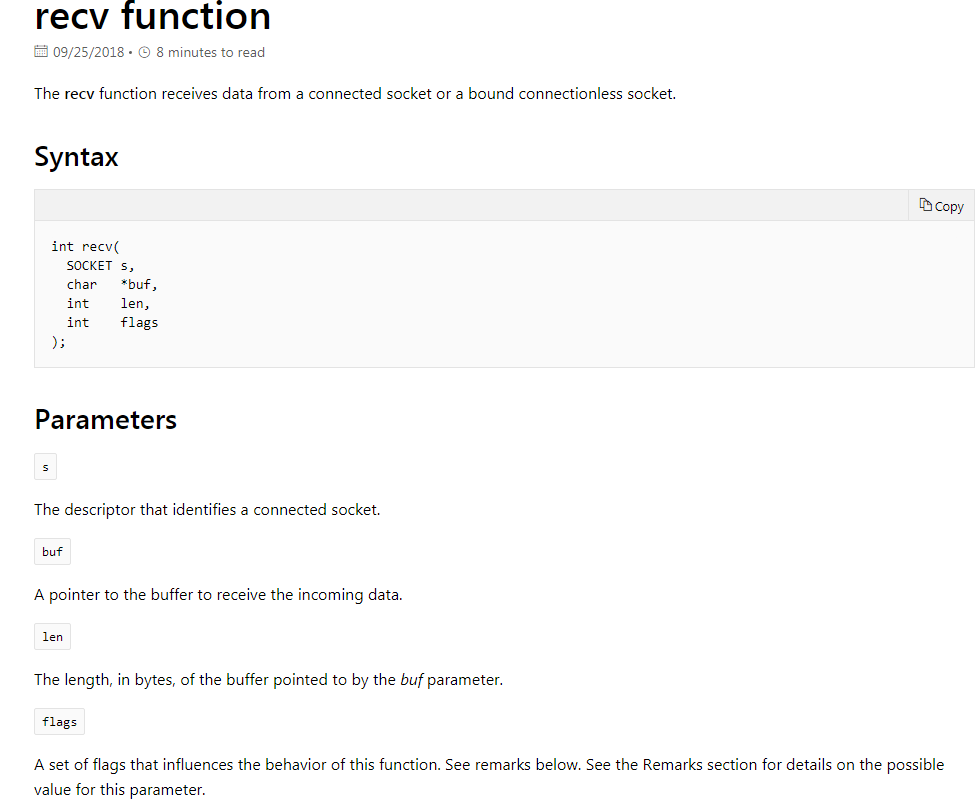 recv function
09/25/2018 • 8 minutes to read
The recv function receives data from a connected socket or a bound connectionless socket.
Syntax
Copy
int recv(
  SOCKET s,
  char   *buf,
  int    len,
  int    flags
);
Parameters
s
The descriptor that identifies a connected socket.
buf
A pointer to the buffer to receive the incoming data.
len
The length, in bytes, of the buffer pointed to by the buf parameter.
flags
A set of flags that influences the behavior of this function. See remarks below. See the Remarks section for details on the possible
value for this parameter.